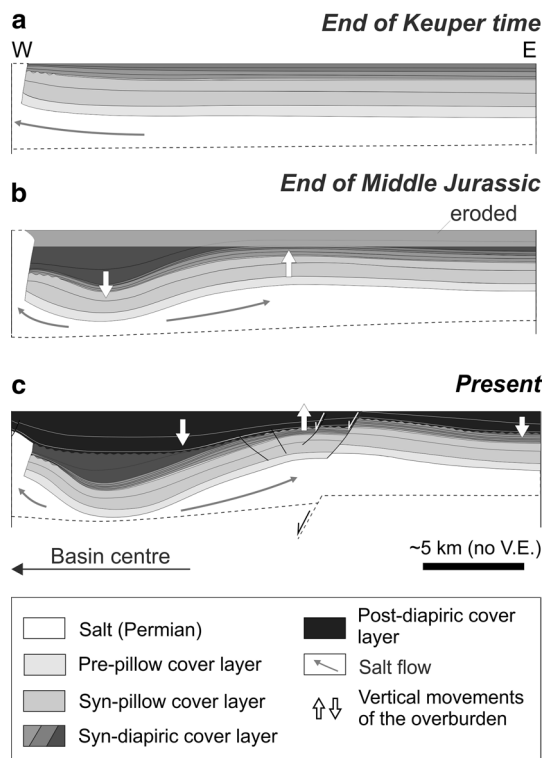 a
End of Keuper time
W
E
b
End of Middle Jurassic
eroded
c
Present
Basin centre
~5 km (no V.E.)
Salt (Permian)
Pre-pillow cover layer
Syn-pillow cover layer
Syn-diapiric cover layer
Post-diapiric cover
layer
Salt flow
Vertical movements
of the overburden